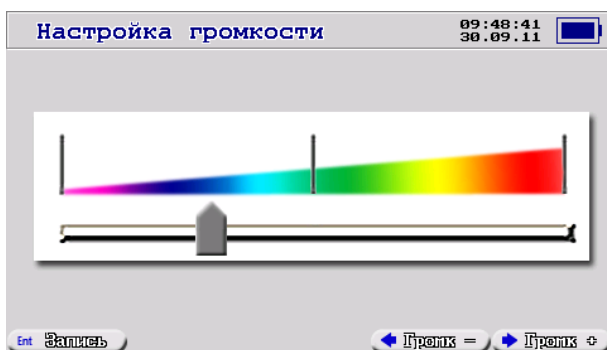 Настройка громкости
09:48:41
30.09.11
Ent Запись
Громк -
Громк +